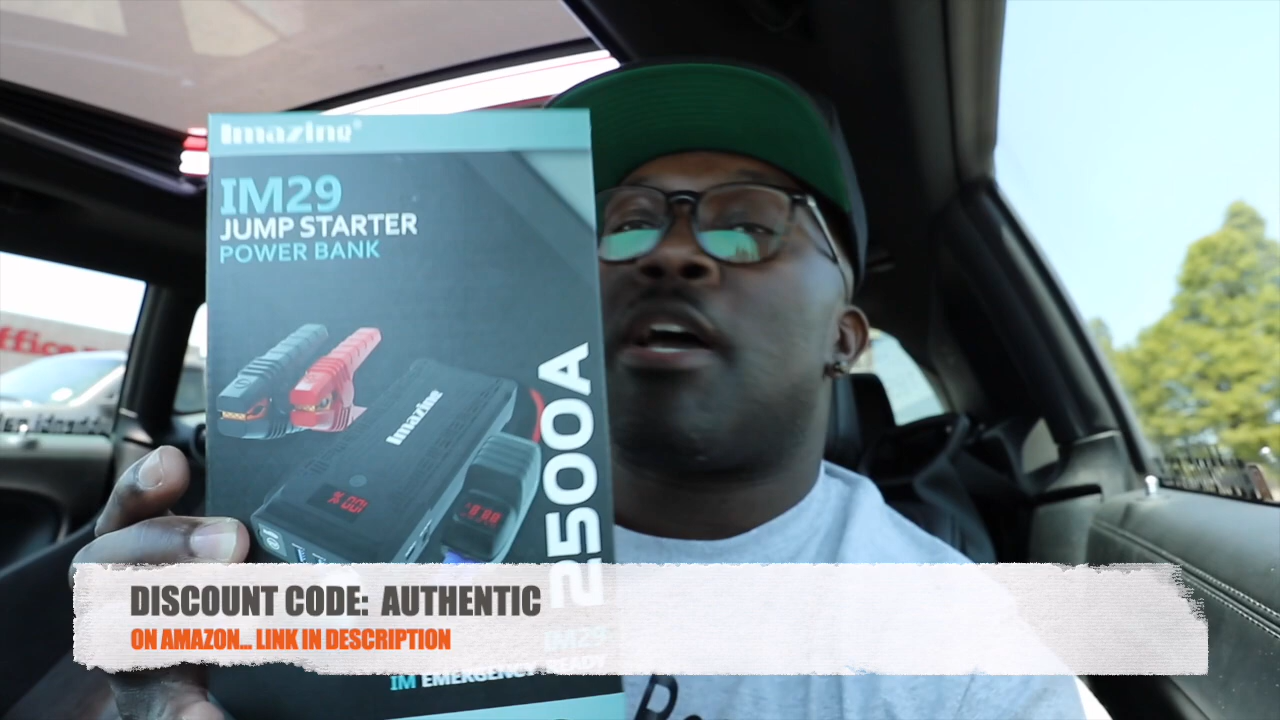 Imazing®
IM29
JUMP STARTER
POWER BANK
Imazing
100%
2500A
DISCOUNT CODE: AUTHENTIC
ON AMAZON... LINK IN DESCRIPTION
IM29
IM EMERGENCY READY